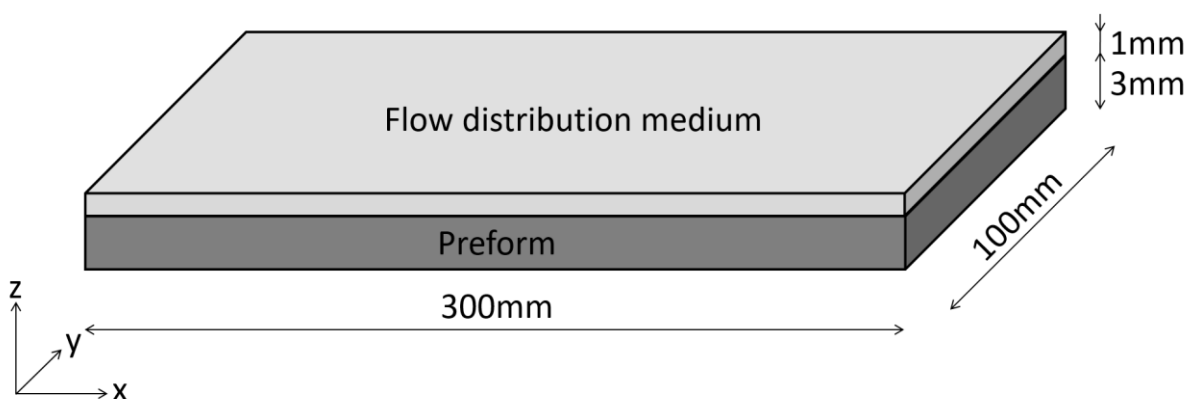 1mm
3mm
Flow distribution medium
100mm
Preform
300mm
z
y
x